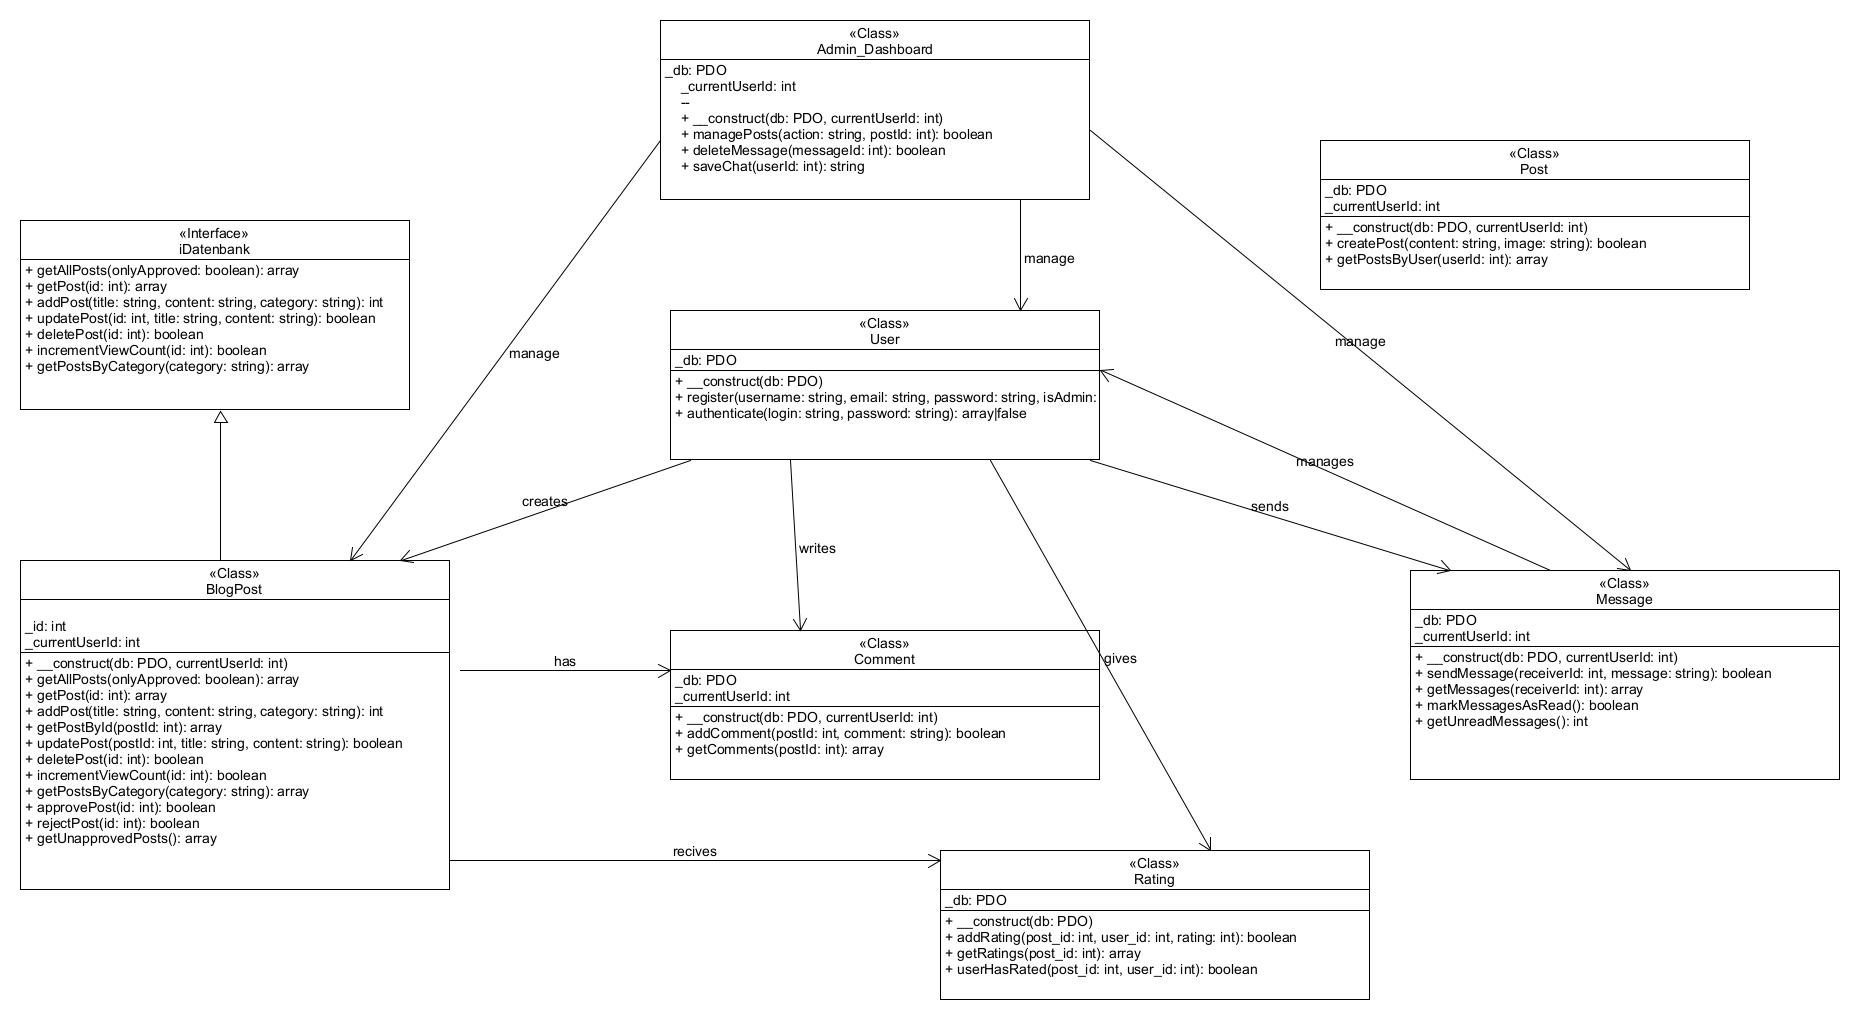 «Class»
Admin_Dashboard
_db: PDO
_currentUserId: int
--
+ __construct(db: PDO, currentUserId: int)
+ managePosts(action: string, postId: int): boolean
+ deleteMessage(messageId: int): boolean
+ saveChat(userId: int): string
«Class»
Post
_db: PDO
_currentUserId: int
+ __construct(db: PDO, currentUserId: int)
+ createPost(content: string, image: string): boolean
+ getPostsByUser(userId: int): array
«Interface»
iDatenbank
+ getAllPosts(onlyApproved: boolean): array
+ getPost(id: int): array
+ addPost(title: string, content: string, category: string): int
+ updatePost(id: int, title: string, content: string): boolean
+ deletePost(id: int): boolean
+ incrementViewCount(id: int): boolean
+ getPostsByCategory(category: string): array
manage
manage
manage
«Class»
User
_db: PDO
+ __construct(db: PDO)
+ register(username: string, email: string, password: string, isAdmin:
+ authenticate(login: string, password: string): array|false
manages
creates
sends
writes
gives
«Class»
BlogPost
_id: int
_currentUserId: int
+ __construct(db: PDO, currentUserId: int)
+ getAllPosts(onlyApproved: boolean): array
+ getPost(id: int): array
+ addPost(title: string, content: string, category: string): int
+ getPostById(postId: int): array
+ updatePost(postId: int, title: string, content: string): boolean
+ deletePost(id: int): boolean
+ incrementViewCount(id: int): boolean
+ getPostsByCategory(category: string): array
+ approvePost(id: int): boolean
+ rejectPost(id: int): boolean
+ getUnapprovedPosts(): array
has
«Class»
Comment
_db: PDO
_currentUserId: int
+ __construct(db: PDO, currentUserId: int)
+ addComment(postId: int, comment: string): boolean
+ getComments(postId: int): array
«Class»
Message
_db: PDO
_currentUserId: int
+ __construct(db: PDO, currentUserId: int)
+ sendMessage(receiverId: int, message: string): boolean
+ getMessages(receiverId: int): array
+ markMessagesAsRead(): boolean
+ getUnreadMessages(): int
recives
«Class»
Rating
_db: PDO
+ __construct(db: PDO)
+ addRating(post_id: int, user_id: int, rating: int): boolean
+ getRatings(post_id: int): array
+ userHasRated(post_id: int, user_id: int): boolean